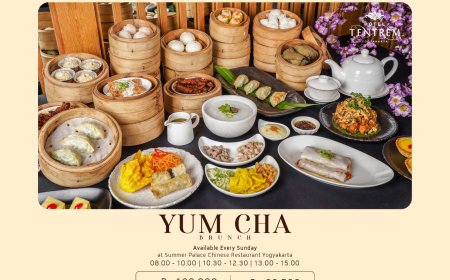 HOTEL
TENTREM
YUM CHA
BRUNCH
Available Every Sunday
at Summer Palace Chinese Restaurant Yogyakarta
08.00 - 10.00 | 10.30 - 12.30 | 13.00 - 15.00